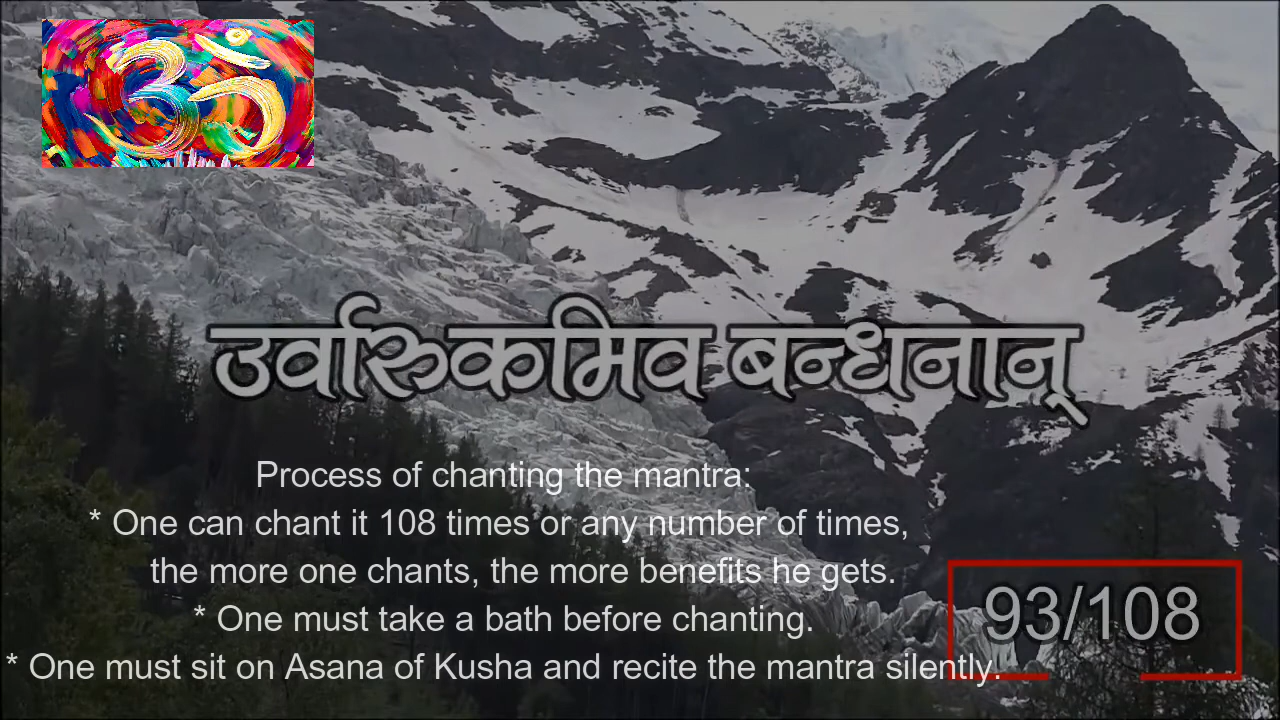 ॐ
उर्वारुकमिव बन्धनान्
Process of chanting the mantra:
* One can chant it 108 times or any number of times,
the more one chants, the more benefits he gets.
* One must take a bath before chanting.
* One must sit on Asana of Kusha and recite the mantra silently.
93/108